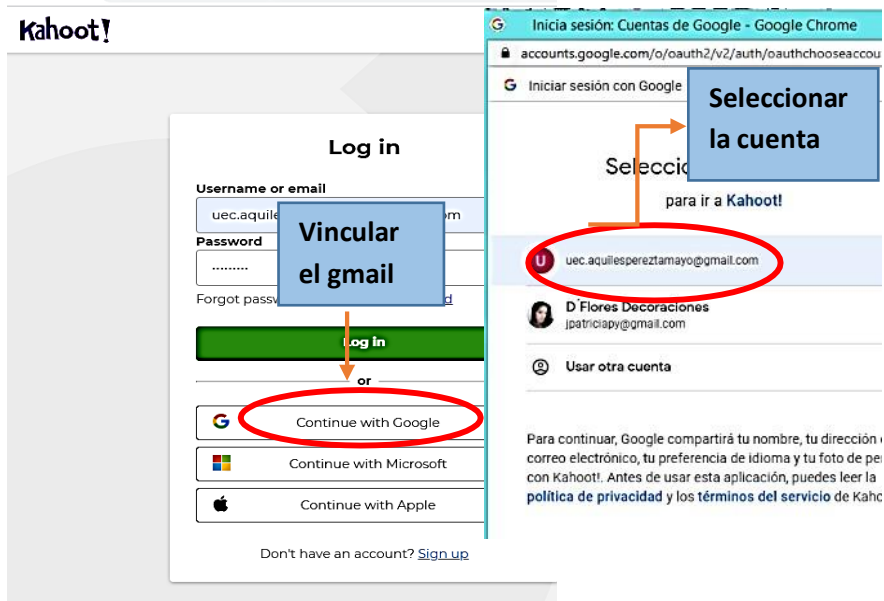 Kahoot!
Log in
Username or email
uec.aquile
m
Password
.........
Forgot passw
d
Vincular
el gmail
Log in
or
Continue with Google
Continue with Microsoft
Continue with Apple
Don't have an account? Sign up
Inicia sesión: Cuentas de Google - Google Chrome
accounts.google.com/o/oauth2/v2/auth/oauthchooseaccou
Iniciar sesión con Google
Seleccionar
la cuenta
Selecci
para ir a Kahoot!
U
uec.aquilespereztamayo@gmail.com
D´Flores Decoraciones
jpatriciapy@gmail.com
Usar otra cuenta
Para continuar, Google compartirá tu nombre, tu dirección
correo electrónico, tu preferencia de idioma y tu foto de per
con Kahoot!. Antes de usar esta aplicación, puedes leer la
política de privacidad y los términos del servicio de Kaho